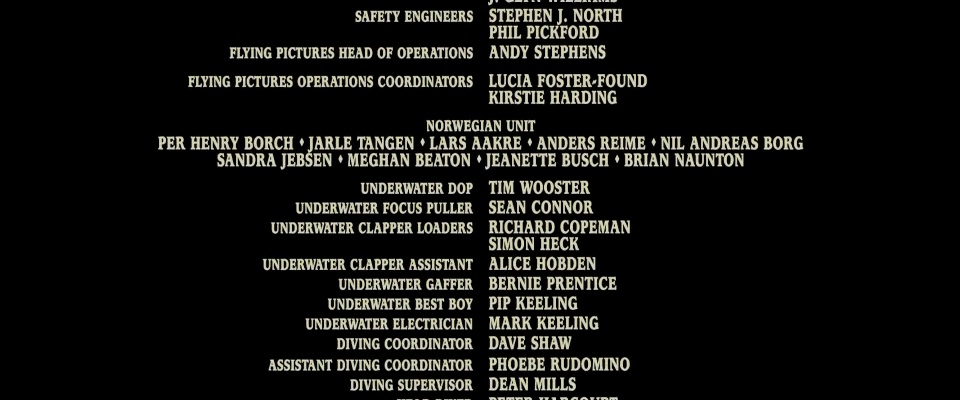 SAFETY ENGINEERS STEPHEN J. NORTH
PHIL PICKFORD
FLYING PICTURES HEAD OF OPERATIONS ANDY STEPHENS
FLYING PICTURES OPERATIONS COORDINATORS LUCIA FOSTER-FOUND
KIRSTIE HARDING
NORWEGIAN UNIT
PER HENRY BORCH ♦ JARLE TANGEN ♦ LARS AAKRE ♦ ANDERS REIME ♦ NIL ANDREAS BORG
SANDRA JEBSEN ♦ MEGHAN BEATON ♦ JEANETTE BUSCH ♦ BRIAN NAUNTON
UNDERWATER DOP TIM WOOSTER
UNDERWATER FOCUS PULLER SEAN CONNOR
UNDERWATER CLAPPER LOADERS RICHARD COPEMAN
SIMON HECK
UNDERWATER CLAPPER ASSISTANT ALICE HOBDEN
UNDERWATER GAFFER BERNIE PRENTICE
UNDERWATER BEST BOY PIP KEELING
UNDERWATER ELECTRICIAN MARK KEELING
DIVING COORDINATOR DAVE SHAW
ASSISTANT DIVING COORDINATOR PHOEBE RUDOMINO
DIVING SUPERVISOR DEAN MILLS